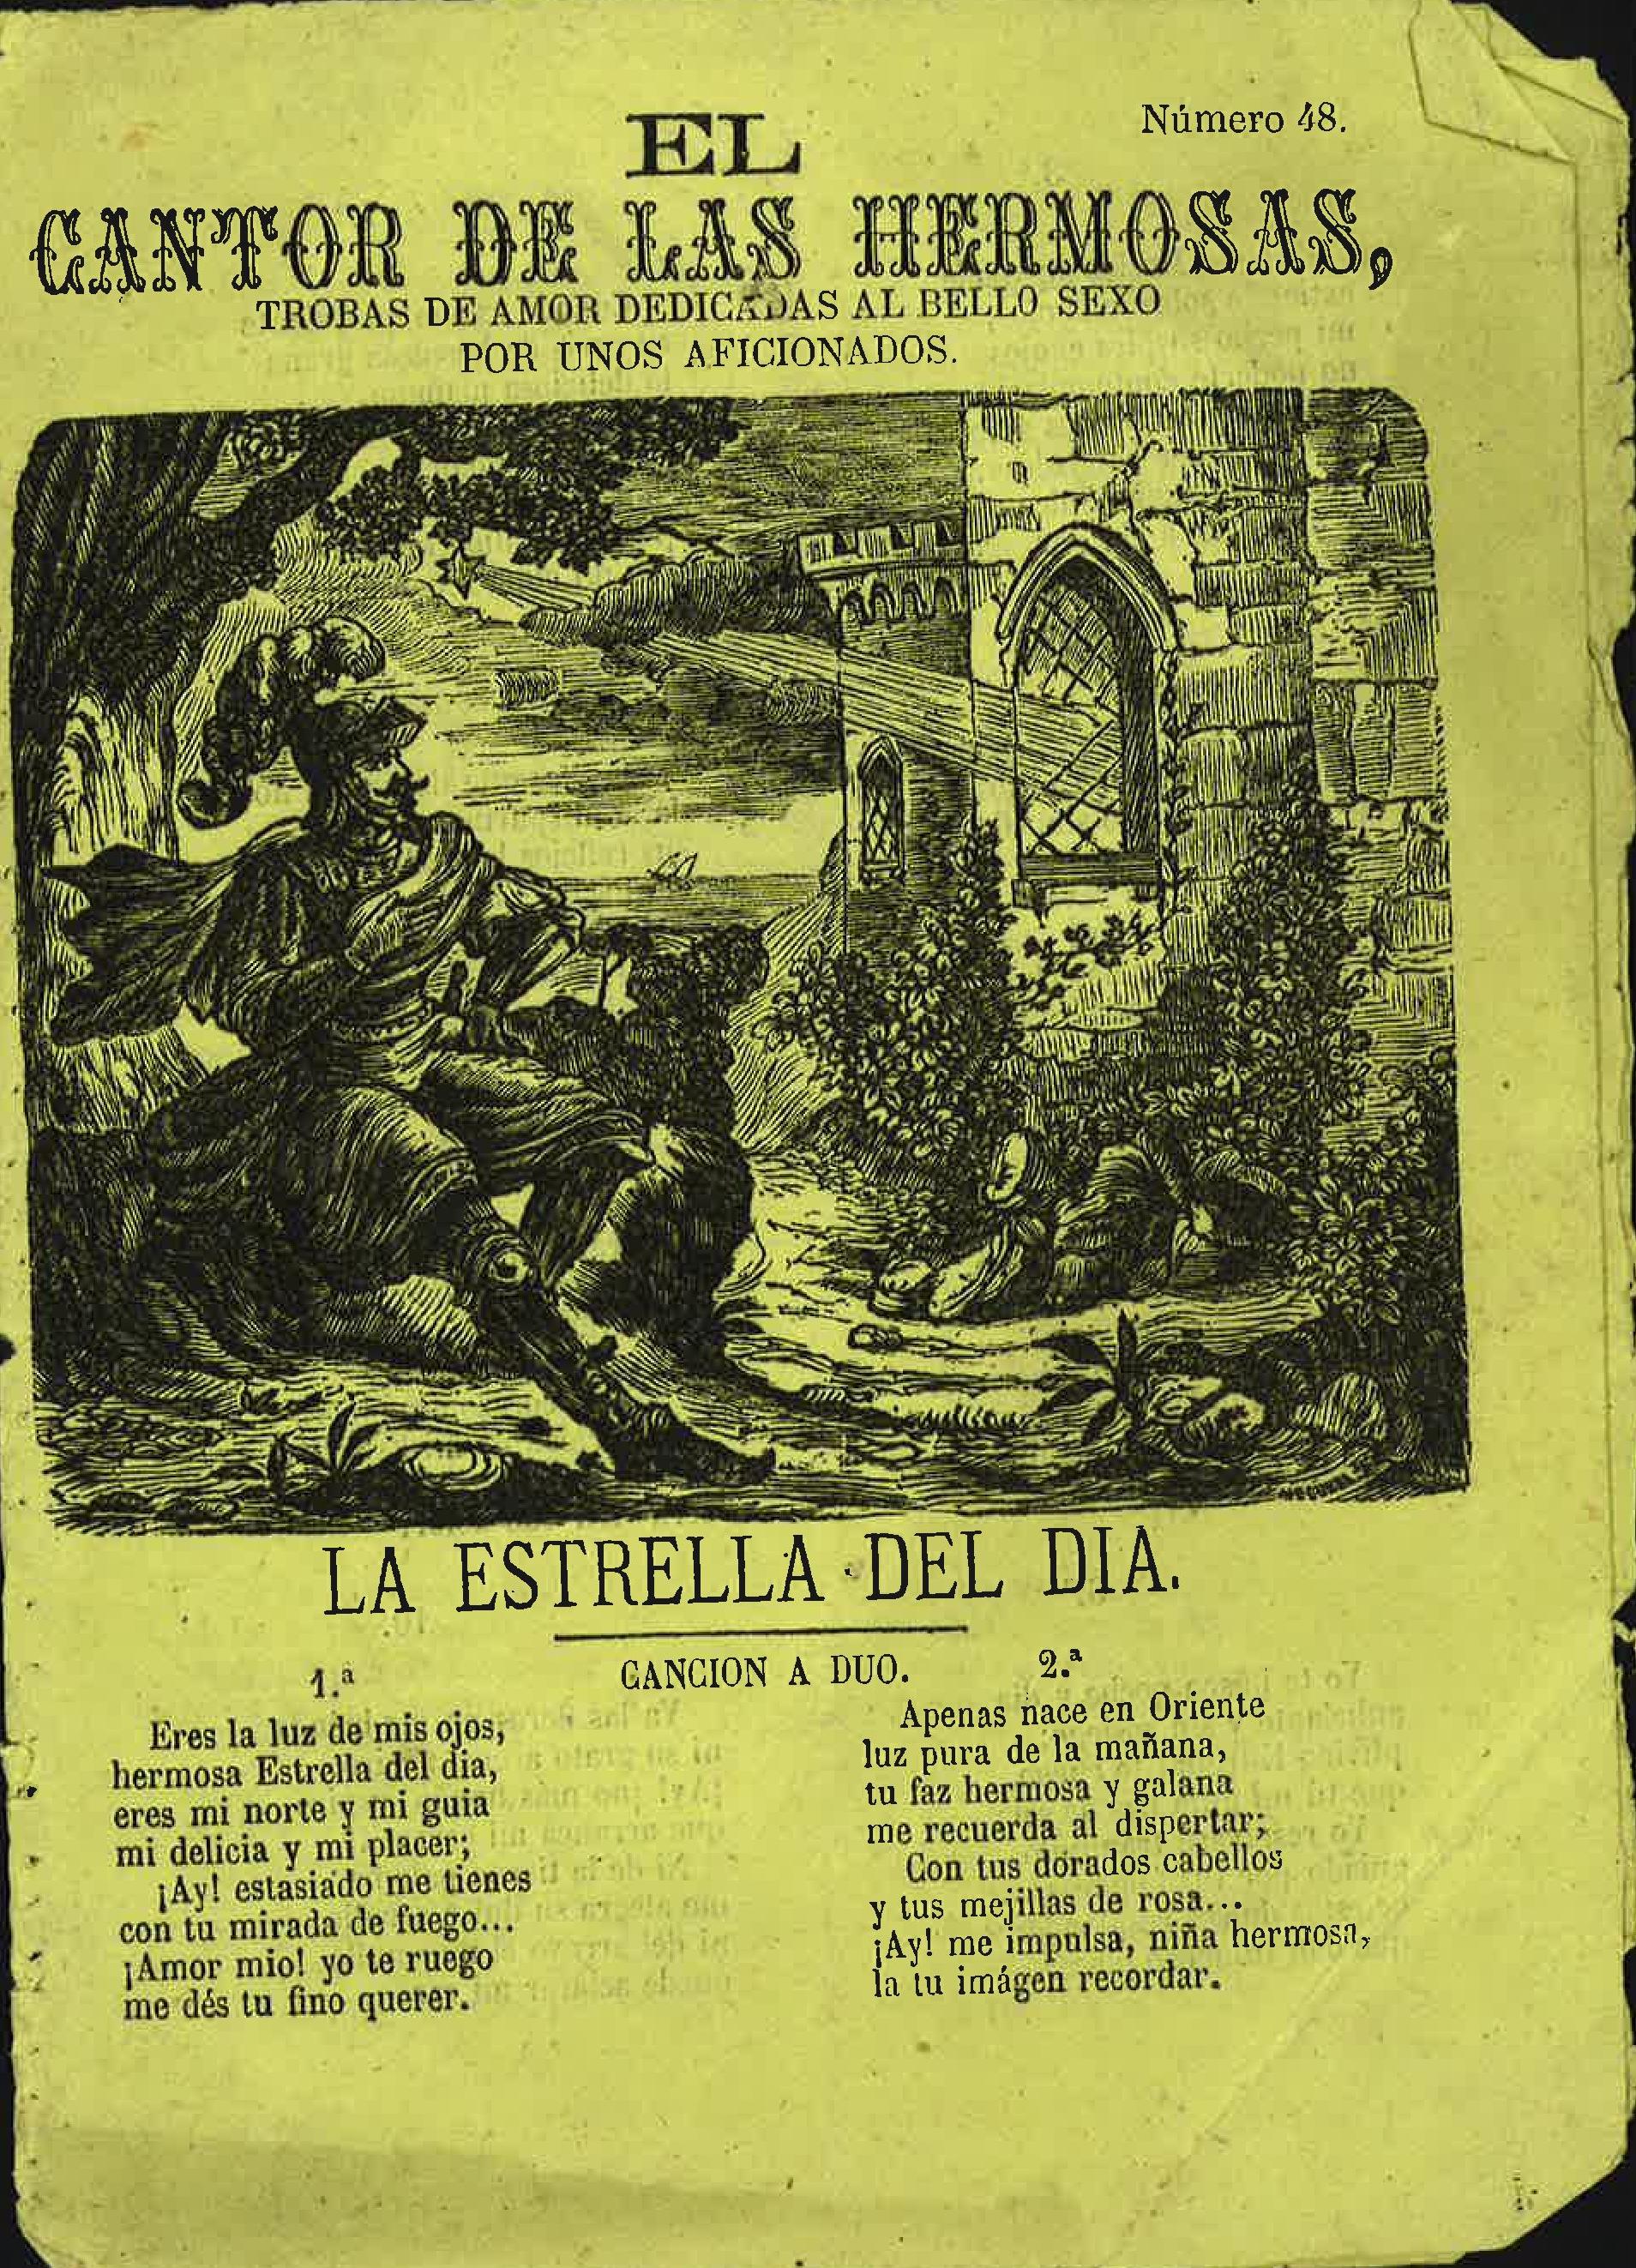 Número 48.
EL
CANTOR DE LAS HERMOSAS,
TROBAS DE AMOR DEDICADAS AL BELLO SEXO
POR UNOS AFICIONADOS.
LA ESTRELLA DEL DIA.
CANCION A DUO.
1.ª
Eres la luz de mis ojos,
hermosa Estrella del dia,
eres mi norte y mi guia
mi delicia y mi placer;
¡Ay! estasiado me tienes
con tu mirada de fuego...
¡Amor mio! yo te ruego
me dés tu fino querer.
2.ª
Apenas nace en Oriente
luz pura de la mañana,
tu faz hermosa y galana
me recuerda al dispertar;
Con tus dorados cabellos
y tus mejillas de rosa...
¡Ay! me impulsa, niña hermosa,
la tu imágen recordar.